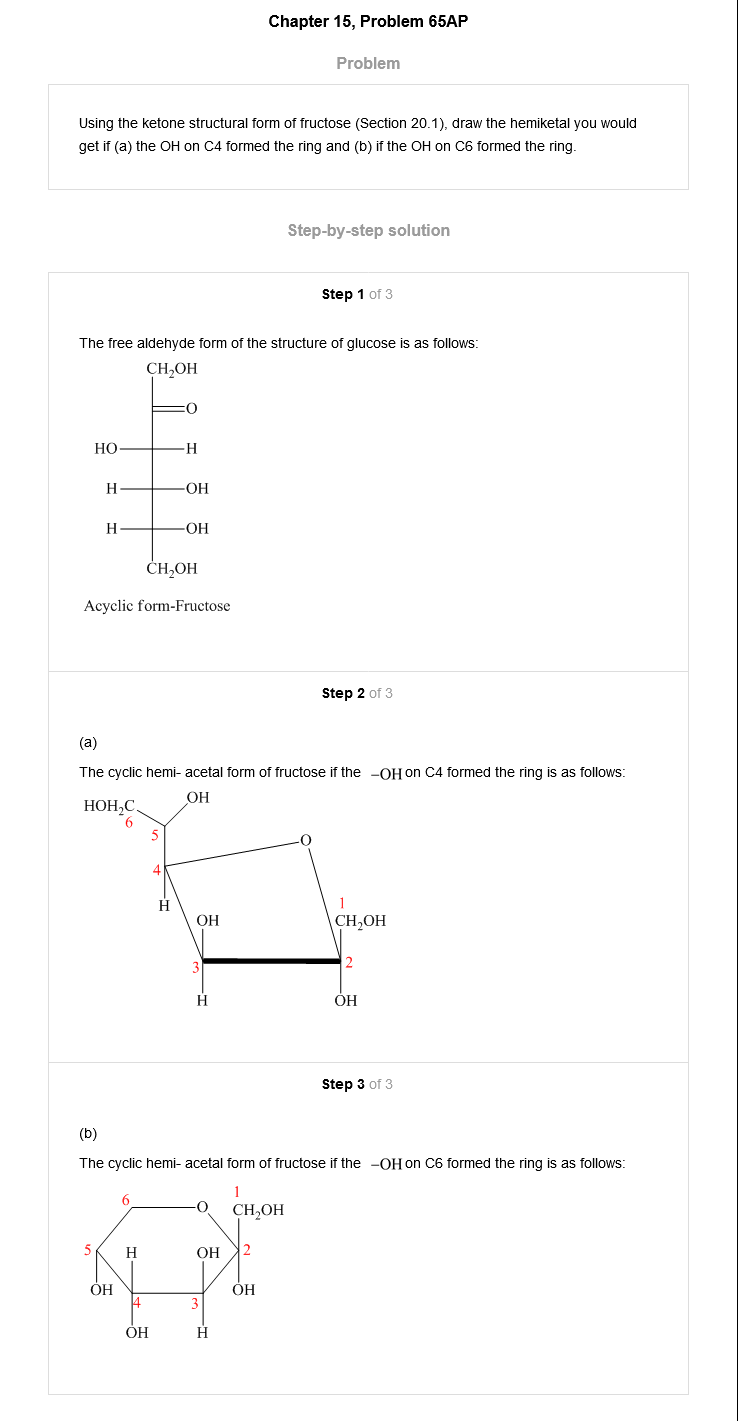 Chapter 15, Problem 65AP
Problem
Using the ketone structural form of fructose (Section 20.1), draw the hemiketal you would
get if (a) the OH on C4 formed the ring and (b) if the OH on C6 formed the ring.
Step-by-step solution
Step 1 of 3
The free aldehyde form of the structure of glucose is as follows:
CH₂OH
O
HO H
H OH
H OH
CH₂OH
Acyclic form-Fructose
Step 2 of 3
(a)
The cyclic hemi- acetal form of fructose if the –OH on C4 formed the ring is as follows:
OH
HOH₂C
6
5
O
4
1
H
OH CH₂OH
3 2
H OH
Step 3 of 3
(b)
The cyclic hemi- acetal form of fructose if the –OH on C6 formed the ring is as follows:
1
6
O CH₂OH
5 H OH 2
OH OH
4 3
OH H